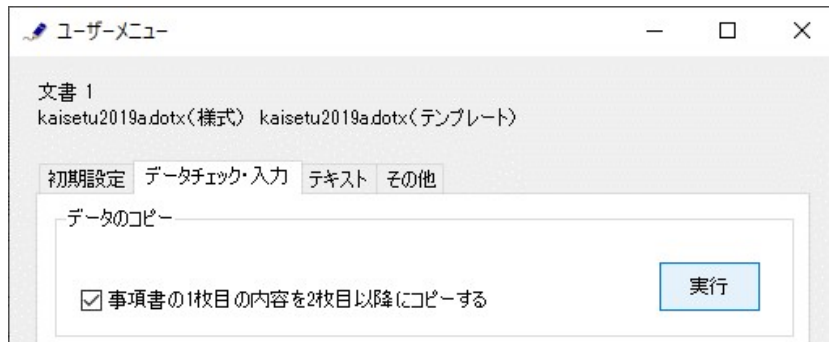 ユーザーメニュー
文書 1
kaisetu2019a.dotx(様式) kaisetu2019a.dotx(テンプレート)
初期設定 データチェック・入力 テキスト その他
データのコピー
事項書の1枚目の内容を2枚目以降にコピーする
実行